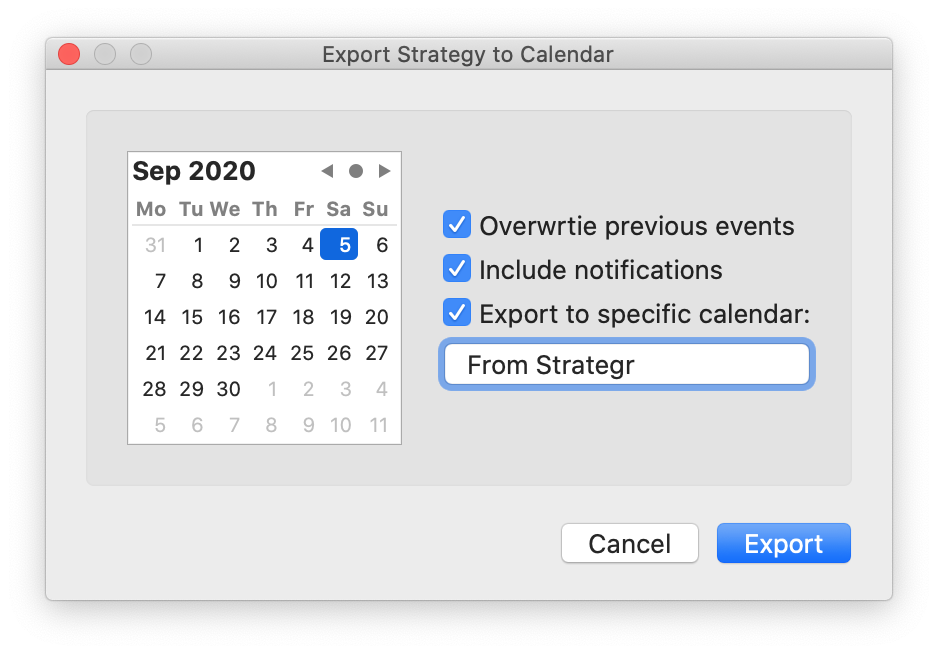 Export Strategy to Calendar
Sep 2020
Mo Tu We Th Fr Sa Su
31 1 2 3 4 5 6
7 8 9 10 11 12 13
14 15 16 17 18 19 20
21 22 23 24 25 26 27
28 29 30 1 2 3 4
5 6 7 8 9 10 11
Overwrtie previous events
Include notifications
Export to specific calendar:
From Strategr
Cancel Export